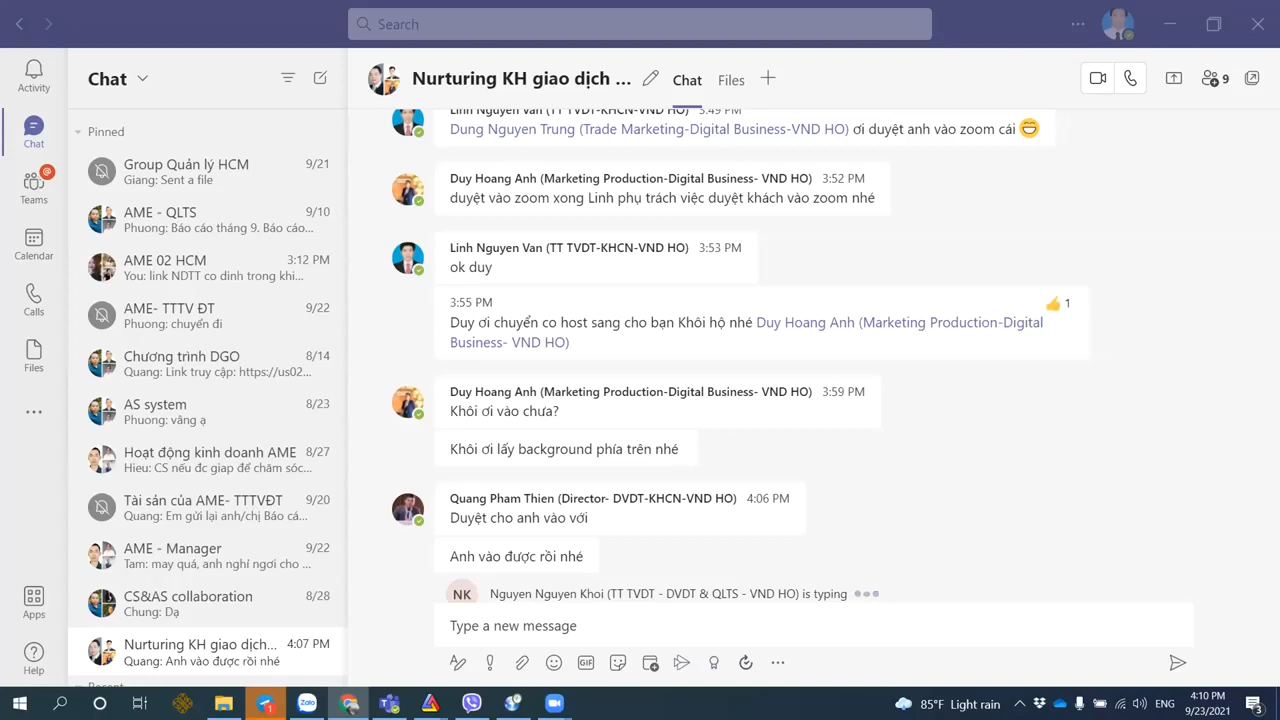 Search
Activity
Chat
Teams
Calendar
Calls
Files
Apps
Help
Chat
Pinned
Group Quản lý HCM 9/21
Giang: Sent a file
AME - QLTS 9/10
Phuong: Báo cáo tháng 9. Báo cáo...
AME 02 HCM 3:12 PM
You: link NDTT co dinh trong khi...
AME- TTTV ĐT 9/22
Phuong: chuyển đi
Chương trình DGO 8/14
Quang: Link truy cập: https://us02...
AS system 8/23
Phuong: vâng ạ
Hoạt động kinh doanh AME 8/27
Hieu: CS nếu đc giap để chăm sóc...
Tài sản của AME- TTTVĐT 9/20
Quang: Em gửi lại anh/chị Báo cá...
AME - Manager 9/22
Tam: may quá, anh nghỉ ngơi cho ...
CS&AS collaboration 8/28
Chung: Dạ
Nurturing KH giao dịch... 4:07 PM
Quang: Anh vào được rồi nhé
Recent
Nurturing KH giao dịch ... Chat Files 9
Linh Nguyen Van (TT TVDT-KHCN-VND HO) 3:49 PM
Dung Nguyen Trung (Trade Marketing-Digital Business-VND HO) ơi duyệt anh vào zoom cái 😄
Duy Hoang Anh (Marketing Production-Digital Business- VND HO) 3:52 PM
duyệt vào zoom xong Linh phụ trách việc duyệt khách vào zoom nhé
Linh Nguyen Van (TT TVDT-KHCN-VND HO) 3:53 PM
ok duy
3:55 PM 👍 1
Duy ơi chuyển co host sang cho bạn Khôi hộ nhé Duy Hoang Anh (Marketing Production-Digital
Business- VND HO)
Duy Hoang Anh (Marketing Production-Digital Business- VND HO) 3:59 PM
Khôi ơi vào chưa?
Khôi ơi lấy background phía trên nhé
Quang Pham Thien (Director- DVDT-KHCN-VND HO) 4:06 PM
Duyệt cho anh vào với
Anh vào được rồi nhé
NK Nguyen Nguyen Khoi (TT TVDT - DVDT & QLTS - VND HO) is typing
Type a new message
GIF
Zalo
1
85°F Light rain
ENG
4:10 PM
9/23/2021
3